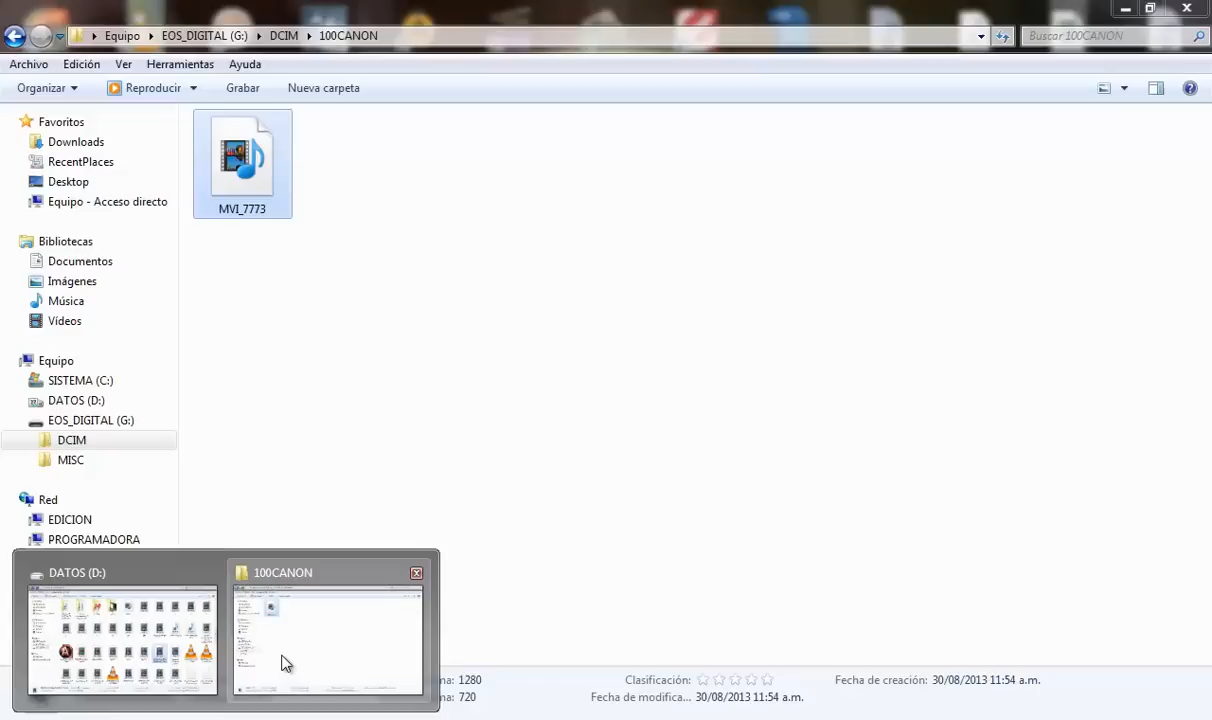 Equipo EOS_DIGITAL (G:) DCIM 100CANON
Buscar 100CANON
Archivo Edición Ver Herramientas Ayuda
Organizar Reproducir Grabar Nueva carpeta
Favoritos
Downloads
RecentPlaces
Desktop
Equipo - Acceso directo
Bibliotecas
Documentos
Imágenes
Música
Vídeos
Equipo
SISTEMA (C:)
DATOS (D:)
EOS_DIGITAL (G:)
DCIM
MISC
Red
EDICION
PROGRAMADORA
MVI_7773
DATOS (D:)
100CANON
na: 1280 Clasificación: Fecha de creación: 30/08/2013 11:54 a.m.
na: 720 Fecha de modifica... 30/08/2013 11:54 a.m.